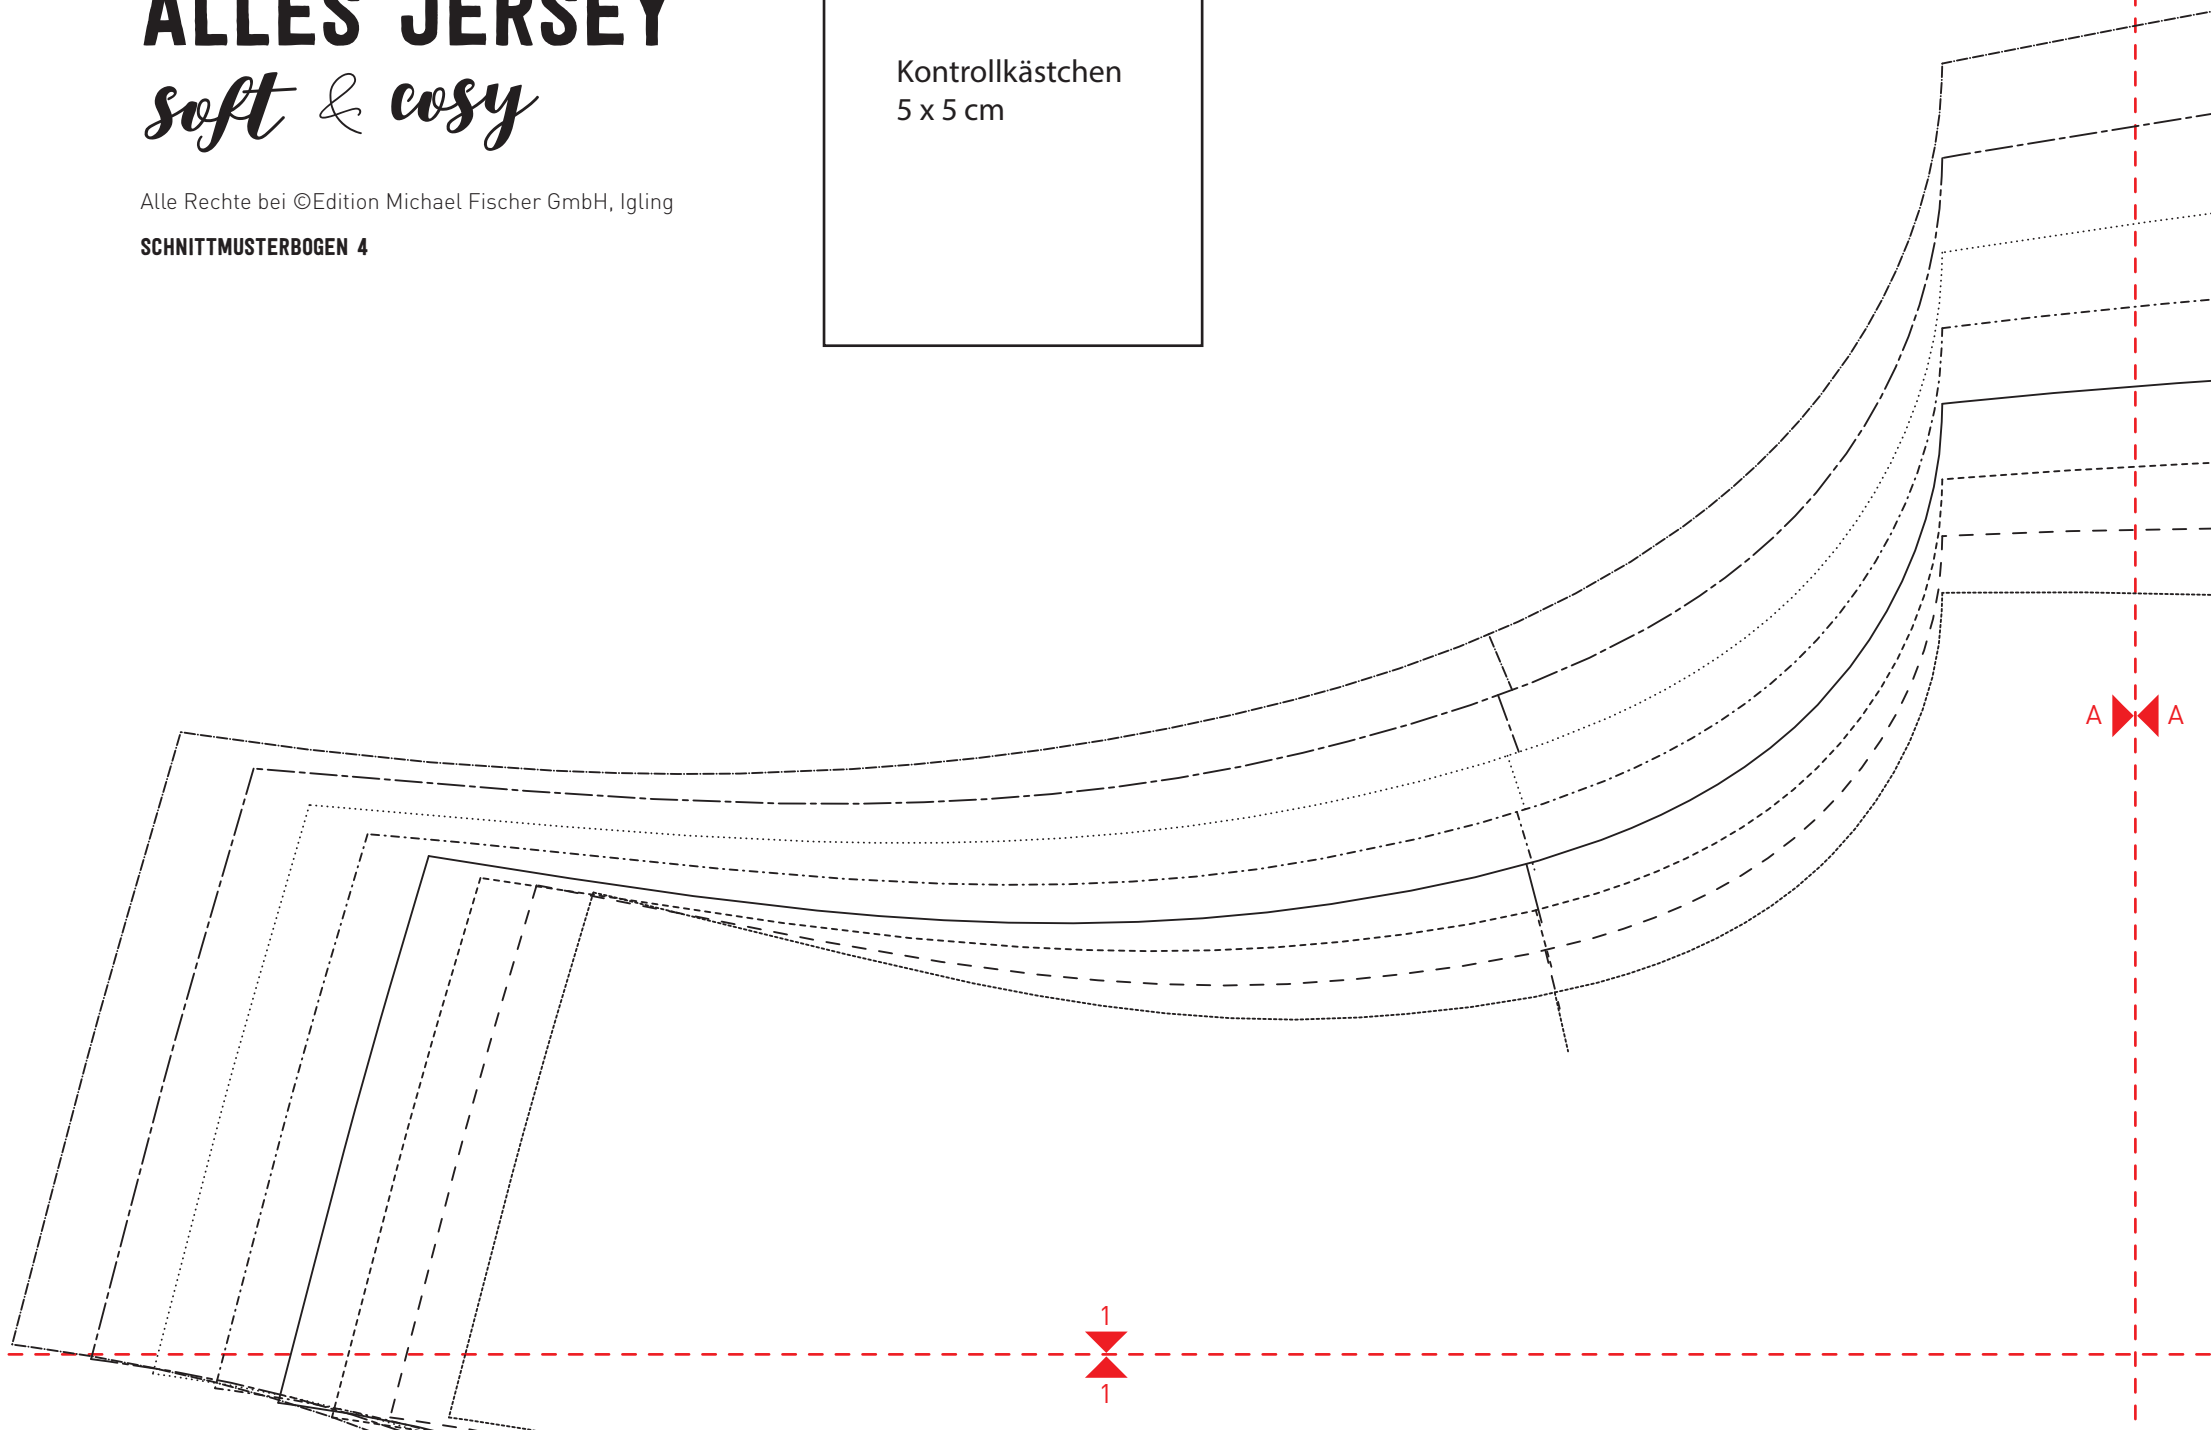 ALLES JERSEY
soft & cosy
Alle Rechte bei ©Edition Michael Fischer GmbH, Igling
SCHNITTMUSTERBOGEN 4
Kontrollkästchen
5 x 5 cm
A A
1
1